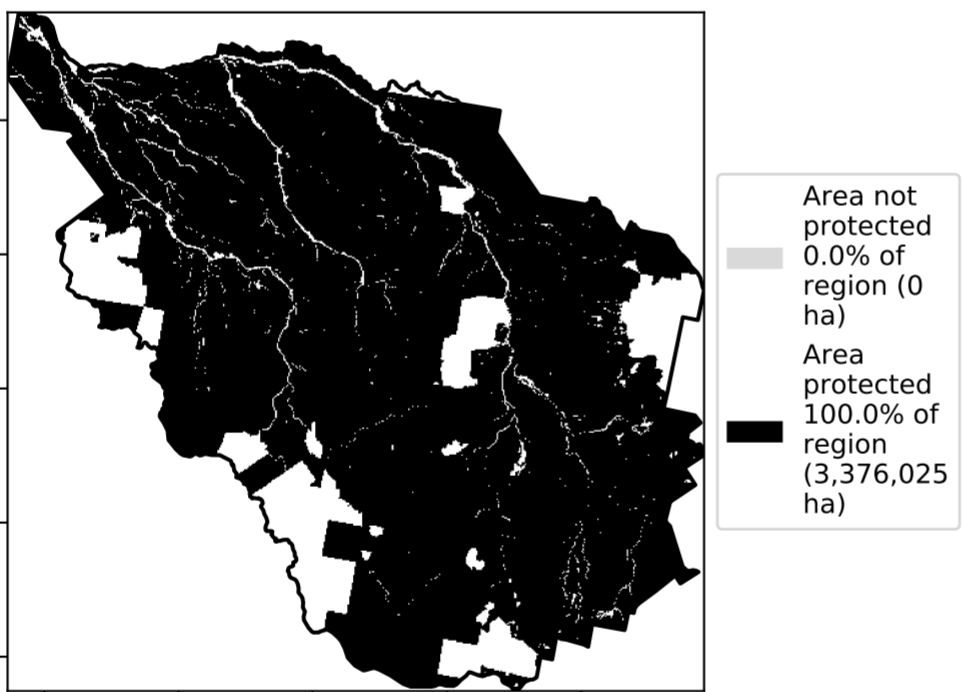 Area not
protected
0.0% of
region (0
ha)
Area
protected
100.0% of
region
(3,376,025
ha)